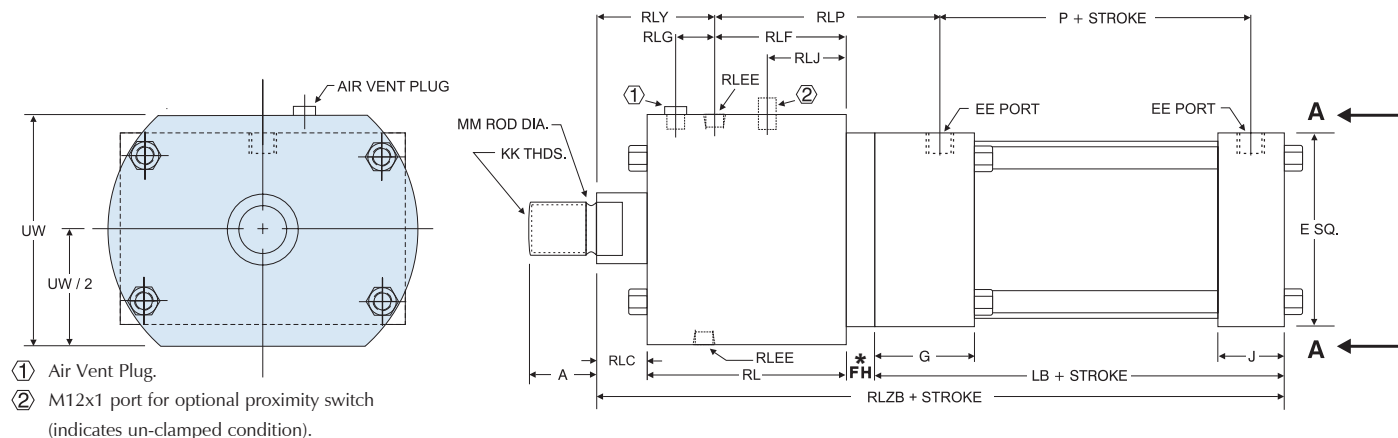 RLY
RLP
P + STROKE
RLG
RLF
RLJ
RLEE
1
2
AIR VENT PLUG
EE PORT
EE PORT
A
MM ROD DIA.
KK THDS.
UW
UW / 2
E SQ.
RLEE
A
RLC
A
RL
*
FH
G
J
LB + STROKE
RLZB + STROKE
1 Air Vent Plug.
2 M12x1 port for optional proximity switch
(indicates un-clamped condition).